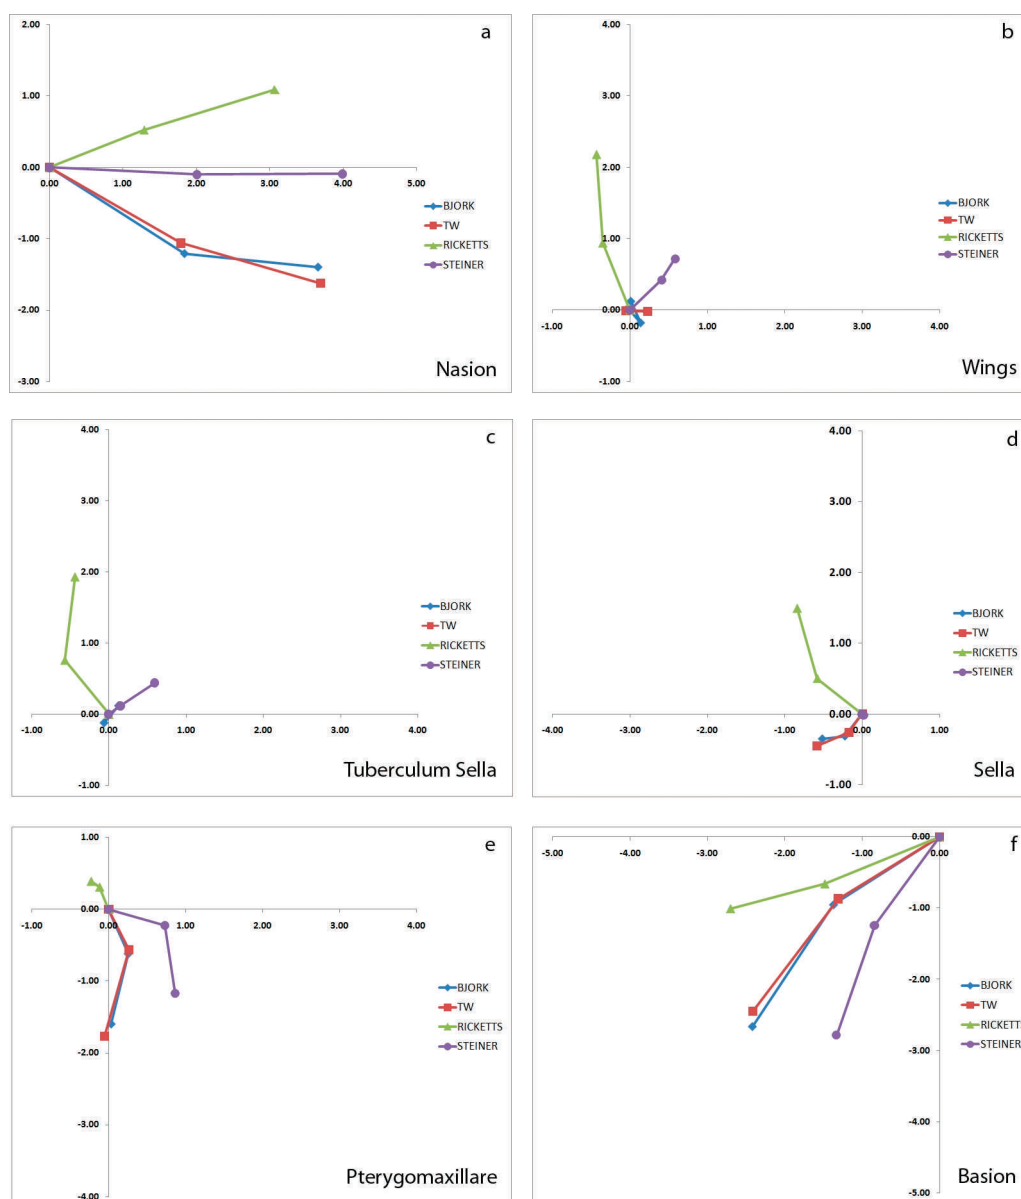 a
2.00
1.00
0.00
0.00 1.00 2.00 3.00 4.00 5.00
-1.00
-2.00
-3.00
BJORK
TW
RICKETTS
STEINER
Nasion
b
4.00
3.00
2.00
1.00
0.00
-1.00 0.00 1.00 2.00 3.00 4.00
-1.00
BJORK
TW
RICKETTS
STEINER
Wings
c
4.00
3.00
2.00
1.00
0.00
-1.00 0.00 1.00 2.00 3.00 4.00
-1.00
BJORK
TW
RICKETTS
STEINER
Tuberculum Sella
d
4.00
3.00
2.00
1.00
0.00
-4.00 -3.00 -2.00 -1.00 0.00 1.00
-1.00
BJORK
TW
RICKETTS
STEINER
Sella
e
1.00
0.00
-1.00 0.00 1.00 2.00 3.00 4.00
-1.00
-2.00
-3.00
-4.00
BJORK
TW
RICKETTS
STEINER
Pterygomaxillare
f
0.00
-5.00 -4.00 -3.00 -2.00 -1.00 0.00
-1.00
-2.00
-3.00
-4.00
-5.00
BJORK
TW
RICKETTS
STEINER
Basion